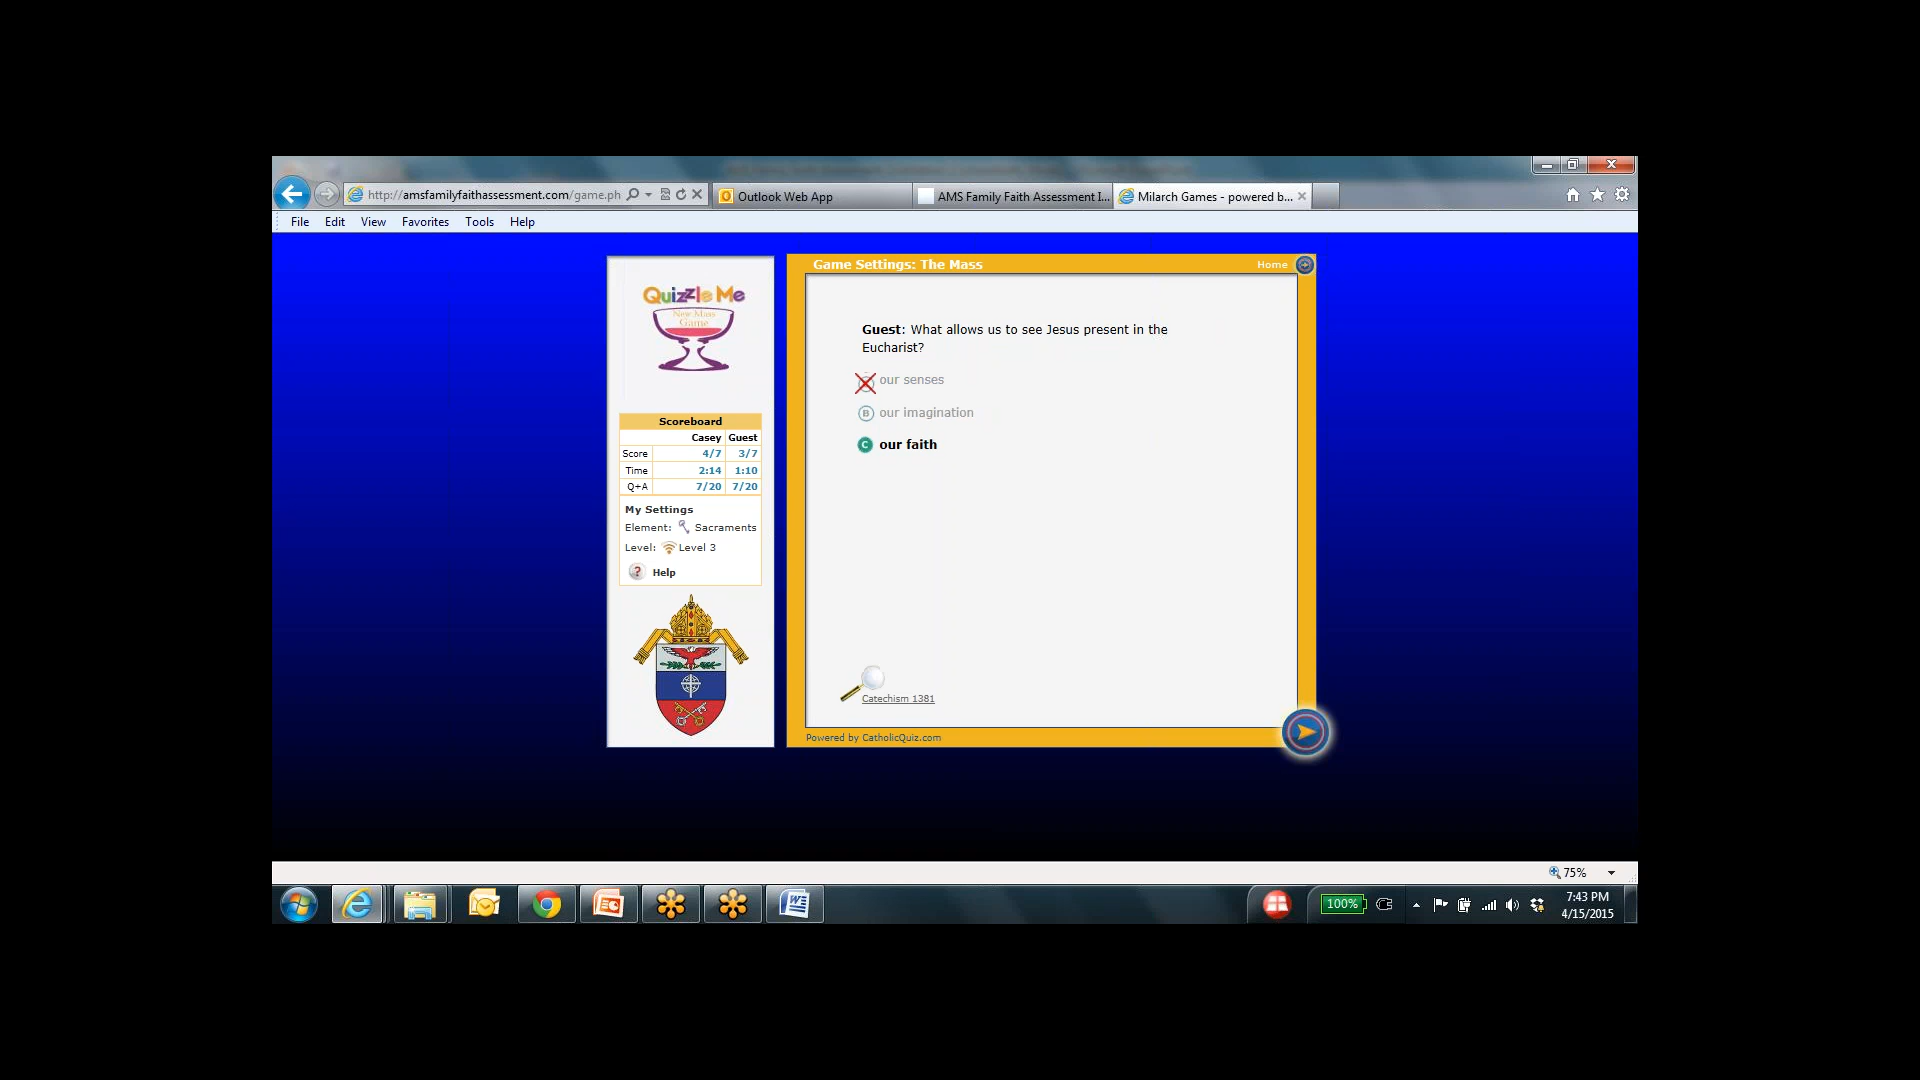 http://amsfamilyfaithassessment.com/game.ph
Outlook Web App
AMS Family Faith Assessment I...
Milarch Games - powered b...
File Edit View Favorites Tools Help
Quizzle Me
New Mass
Game
Scoreboard
Casey Guest
Score 4/7 3/7
Time 2:14 1:10
Q+A 7/20 7/20
My Settings
Element: Sacraments
Level: Level 3
? Help
Game Settings: The Mass
Home
Guest: What allows us to see Jesus present in the
Eucharist?
our senses
B our imagination
C our faith
Catechism 1381
Powered by CatholicQuiz.com
75%
100%
7:43 PM
4/15/2015